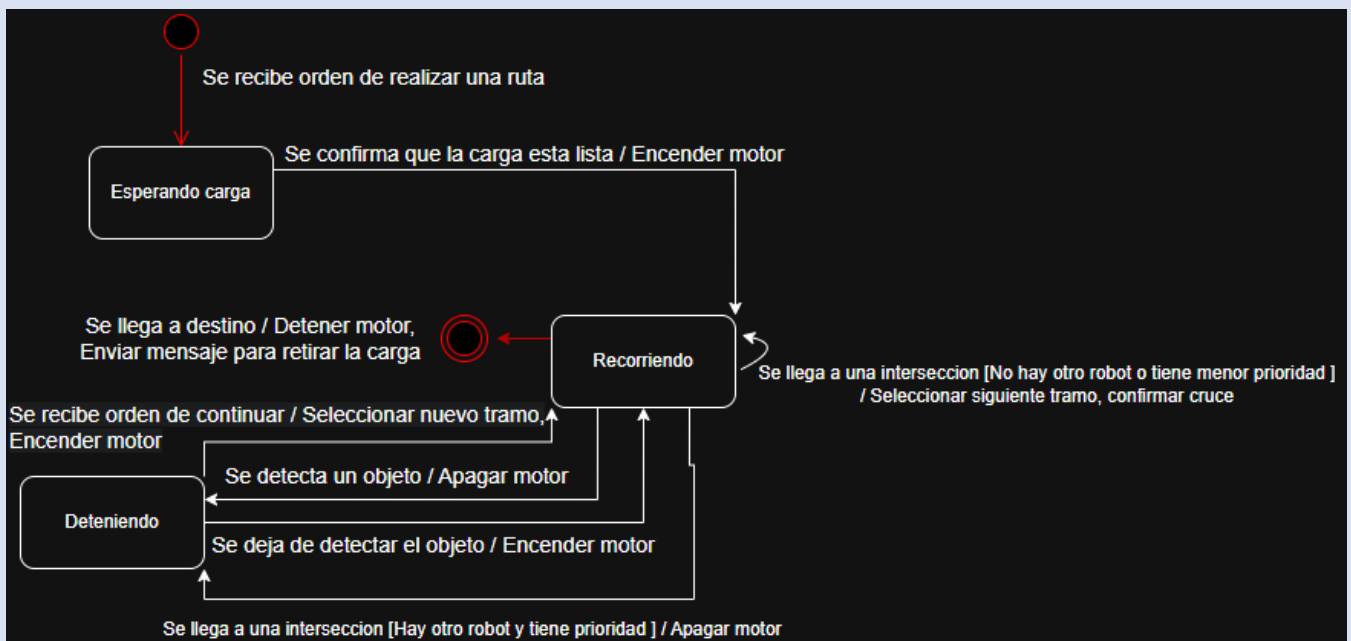 Se recibe orden de realizar una ruta
Se confirma que la carga esta lista / Encender motor
Esperando carga
Se llega a destino / Detener motor,
Enviar mensaje para retirar la carga
Recorriendo
Se llega a una interseccion [No hay otro robot o tiene menor prioridad ]
/ Seleccionar siguiente tramo, confirmar cruce
Se recibe orden de continuar / Seleccionar nuevo tramo,
Encender motor
Se detecta un objeto / Apagar motor
Deteniendo
Se deja de detectar el objeto / Encender motor
Se llega a una interseccion [Hay otro robot y tiene prioridad ] / Apagar motor